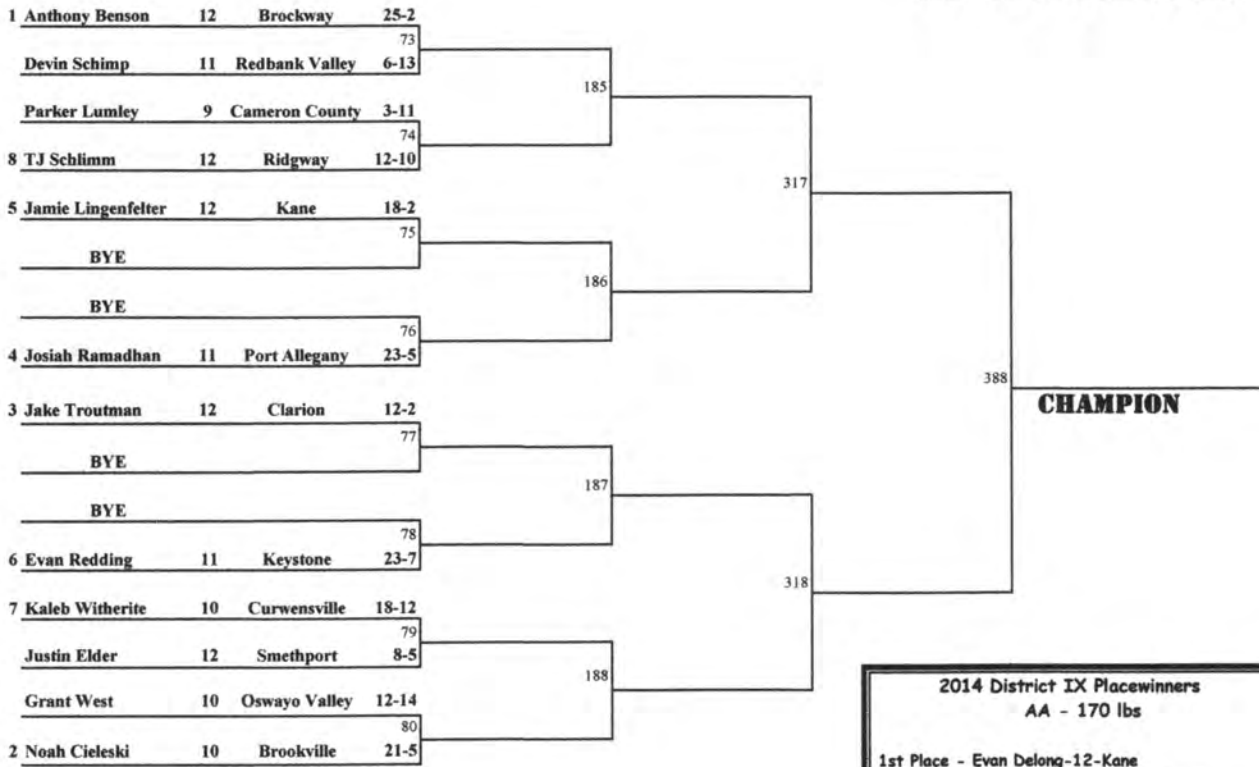 1 Anthony Benson 12 Brockway 25-2
73
Devin Schimp 11 Redbank Valley 6-13
185
Parker Lumley 9 Cameron County 3-11
74
8 TJ Schlimm 12 Ridgway 12-10
317
5 Jamie Lingenfelter 12 Kane 18-2
75
BYE
186
BYE
76
4 Josiah Ramadhan 11 Port Allegany 23-5
388
CHAMPION
3 Jake Troutman 12 Clarion 12-2
77
BYE
187
BYE
78
6 Evan Redding 11 Keystone 23-7
318
7 Kaleb Witherite 10 Curwensville 18-12
79
Justin Elder 12 Smethport 8-5
188
Grant West 10 Oswayo Valley 12-14
80
2 Noah Cieleski 10 Brookville 21-5
2014 District IX Placewinners
AA - 170 lbs
1st Place - Evan Delong-12-Kane